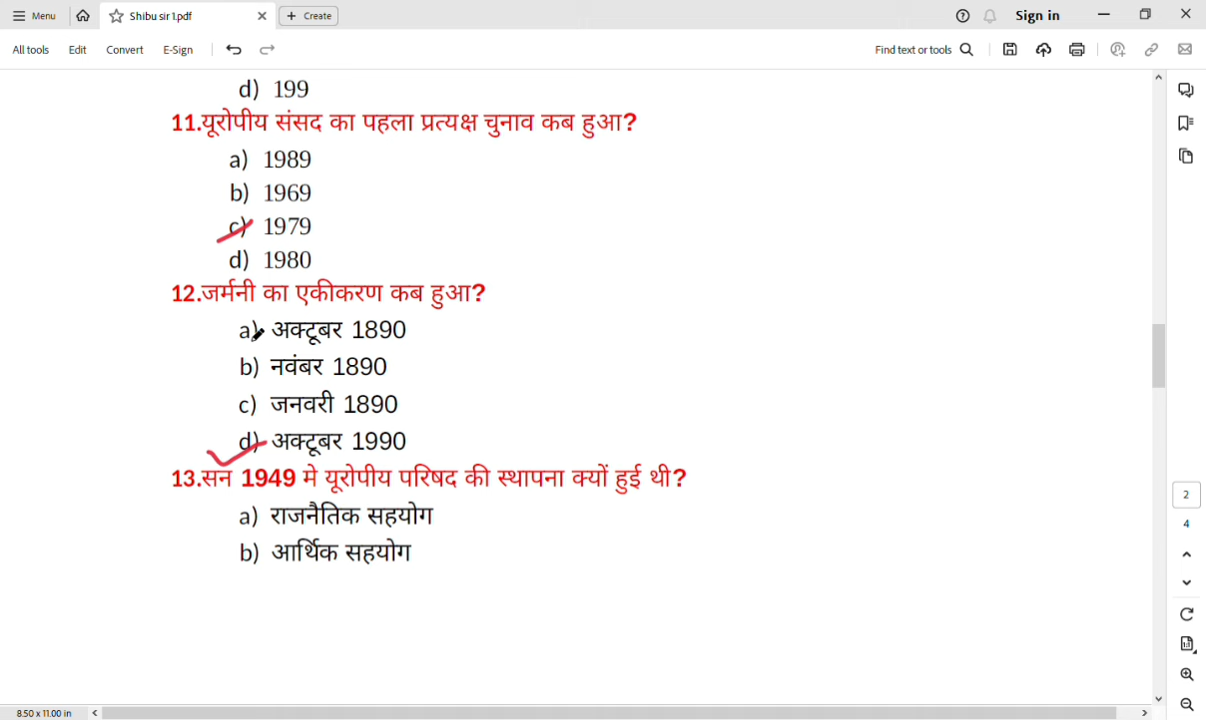 Menu
Shibu sir 1.pdf
Create
Sign in
All tools Edit Convert E-Sign
Find text or tools
d) 199
11.यूरोपीय संसद का पहला प्रत्यक्ष चुनाव कब हुआ?
a) 1989
b) 1969
c) 1979
d) 1980
12.जर्मनी का एकीकरण कब हुआ?
a) अक्टूबर 1890
b) नवंबर 1890
c) जनवरी 1890
d) अक्टूबर 1990
13.सन 1949 मे यूरोपीय परिषद की स्थापना क्यों हुई थी?
a) राजनैतिक सहयोग
b) आर्थिक सहयोग
2
4
8.50 x 11.00 in